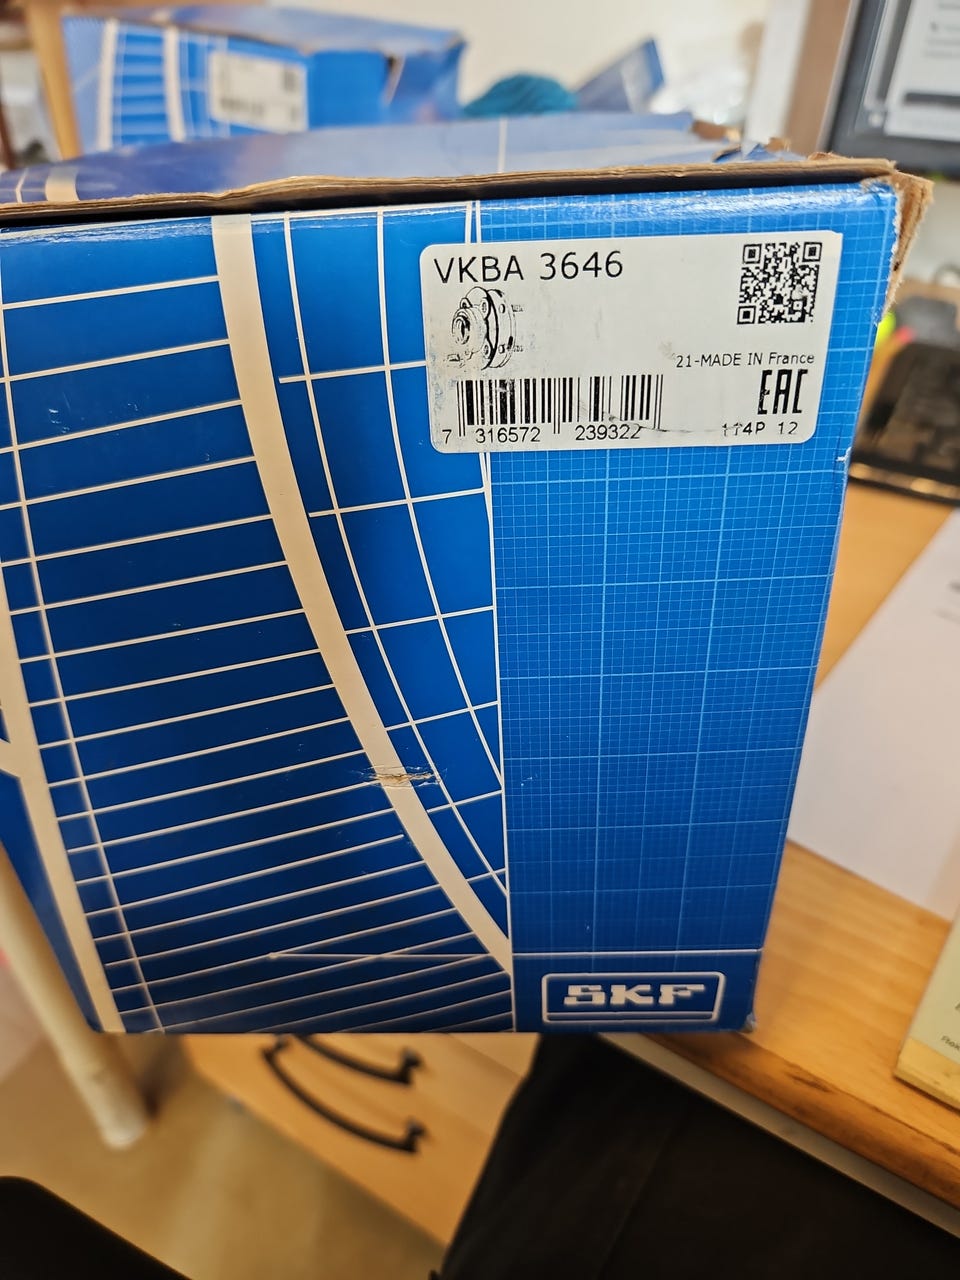 VKBA 3646
21-MADE IN France
EAC
7 316572 239322
114P 12
SKF